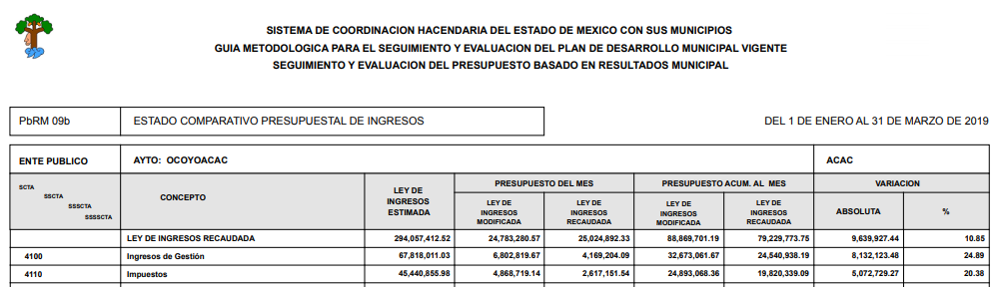 SISTEMA DE COORDINACION HACENDARIA DEL ESTADO DE MEXICO CON SUS MUNICIPIOS
GUIA METODOLOGICA PARA EL SEGUIMIENTO Y EVALUACION DEL PLAN DE DESARROLLO MUNICIPAL VIGENTE
SEGUIMIENTO Y EVALUACION DEL PRESUPUESTO BASADO EN RESULTADOS MUNICIPAL
PbRM 09b ESTADO COMPARATIVO PRESUPUESTAL DE INGRESOS DEL 1 DE ENERO AL 31 DE MARZO DE 2019
ENTE PUBLICO AYTO: OCOYOACAC ACAC
SCTA
SSCTA
SSSCTA
SSSSCTA
CONCEPTO
LEY DE
INGRESOS
ESTIMADA
PRESUPUESTO DEL MES PRESUPUESTO ACUM. AL MES VARIACION
LEY DE
INGRESOS
MODIFICADA
LEY DE
INGRESOS
RECAUDADA
LEY DE
INGRESOS
MODIFICADA
LEY DE
INGRESOS
RECAUDADA
ABSOLUTA %
LEY DE INGRESOS RECAUDADA 294,057,412.52 24,783,280.57 25,024,892.33 88,869,701.19 79,229,773.75 9,639,927.44 10.85
4100 Ingresos de Gestión 67,818,011.03 6,802,819.67 4,169,204.09 32,673,061.67 24,540,938.19 8,132,123.48 24.89
4110 Impuestos 45,440,855.98 4,868,719.14 2,617,151.54 24,893,068.36 19,820,339.09 5,072,729.27 20.38